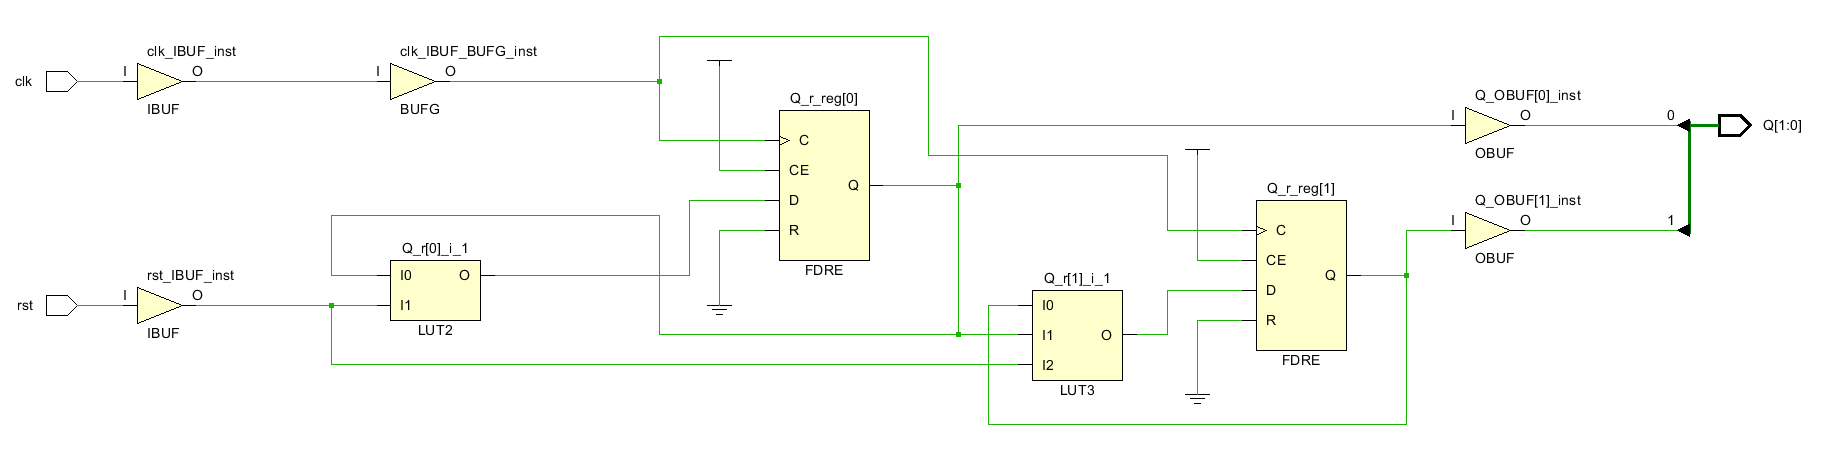 clk_IBUF_inst
clk_IBUF_BUFG_inst
clk
I
O
I
O
IBUF
BUFG
Q_r_reg[0]
C
CE
D
R
Q
FDRE
Q_OBUF[0]_inst
I
O
0
Q[1:0]
OBUF
Q_r_reg[1]
C
CE
D
R
Q
FDRE
Q_OBUF[1]_inst
I
O
1
OBUF
Q_r[0]_i_1
I0
O
I1
LUT2
rst_IBUF_inst
rst
I
O
IBUF
Q_r[1]_i_1
I0
I1
O
I2
LUT3